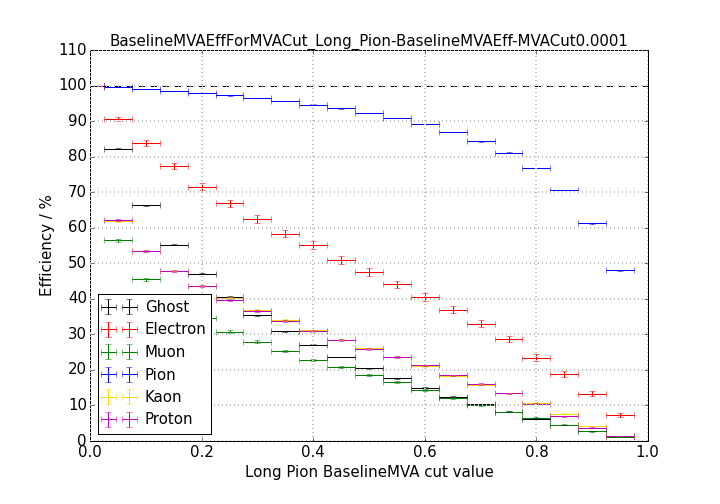 BaselineMVAEffForMVACut_Long_Pion-BaselineMVAEff-MVACut0.0001
110
100
90
80
70
60
50
40
30
20
10
0
Efficiency / %
Ghost
Electron
Muon
Pion
Kaon
Proton
0.0 0.2 0.4 0.6 0.8 1.0
Long Pion BaselineMVA cut value